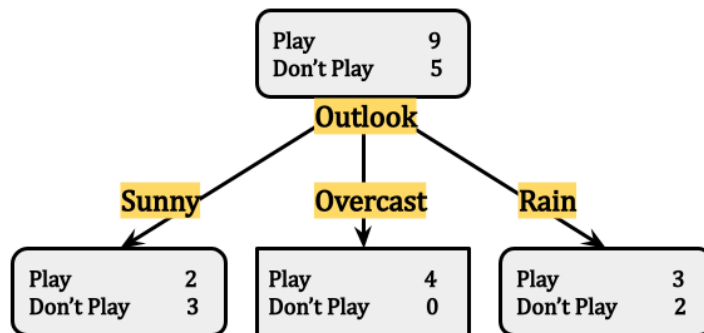 Play 9
Don't Play 5
Outlook
Sunny Overcast Rain
Play 2
Don't Play 3
Play 4
Don't Play 0
Play 3
Don't Play 2